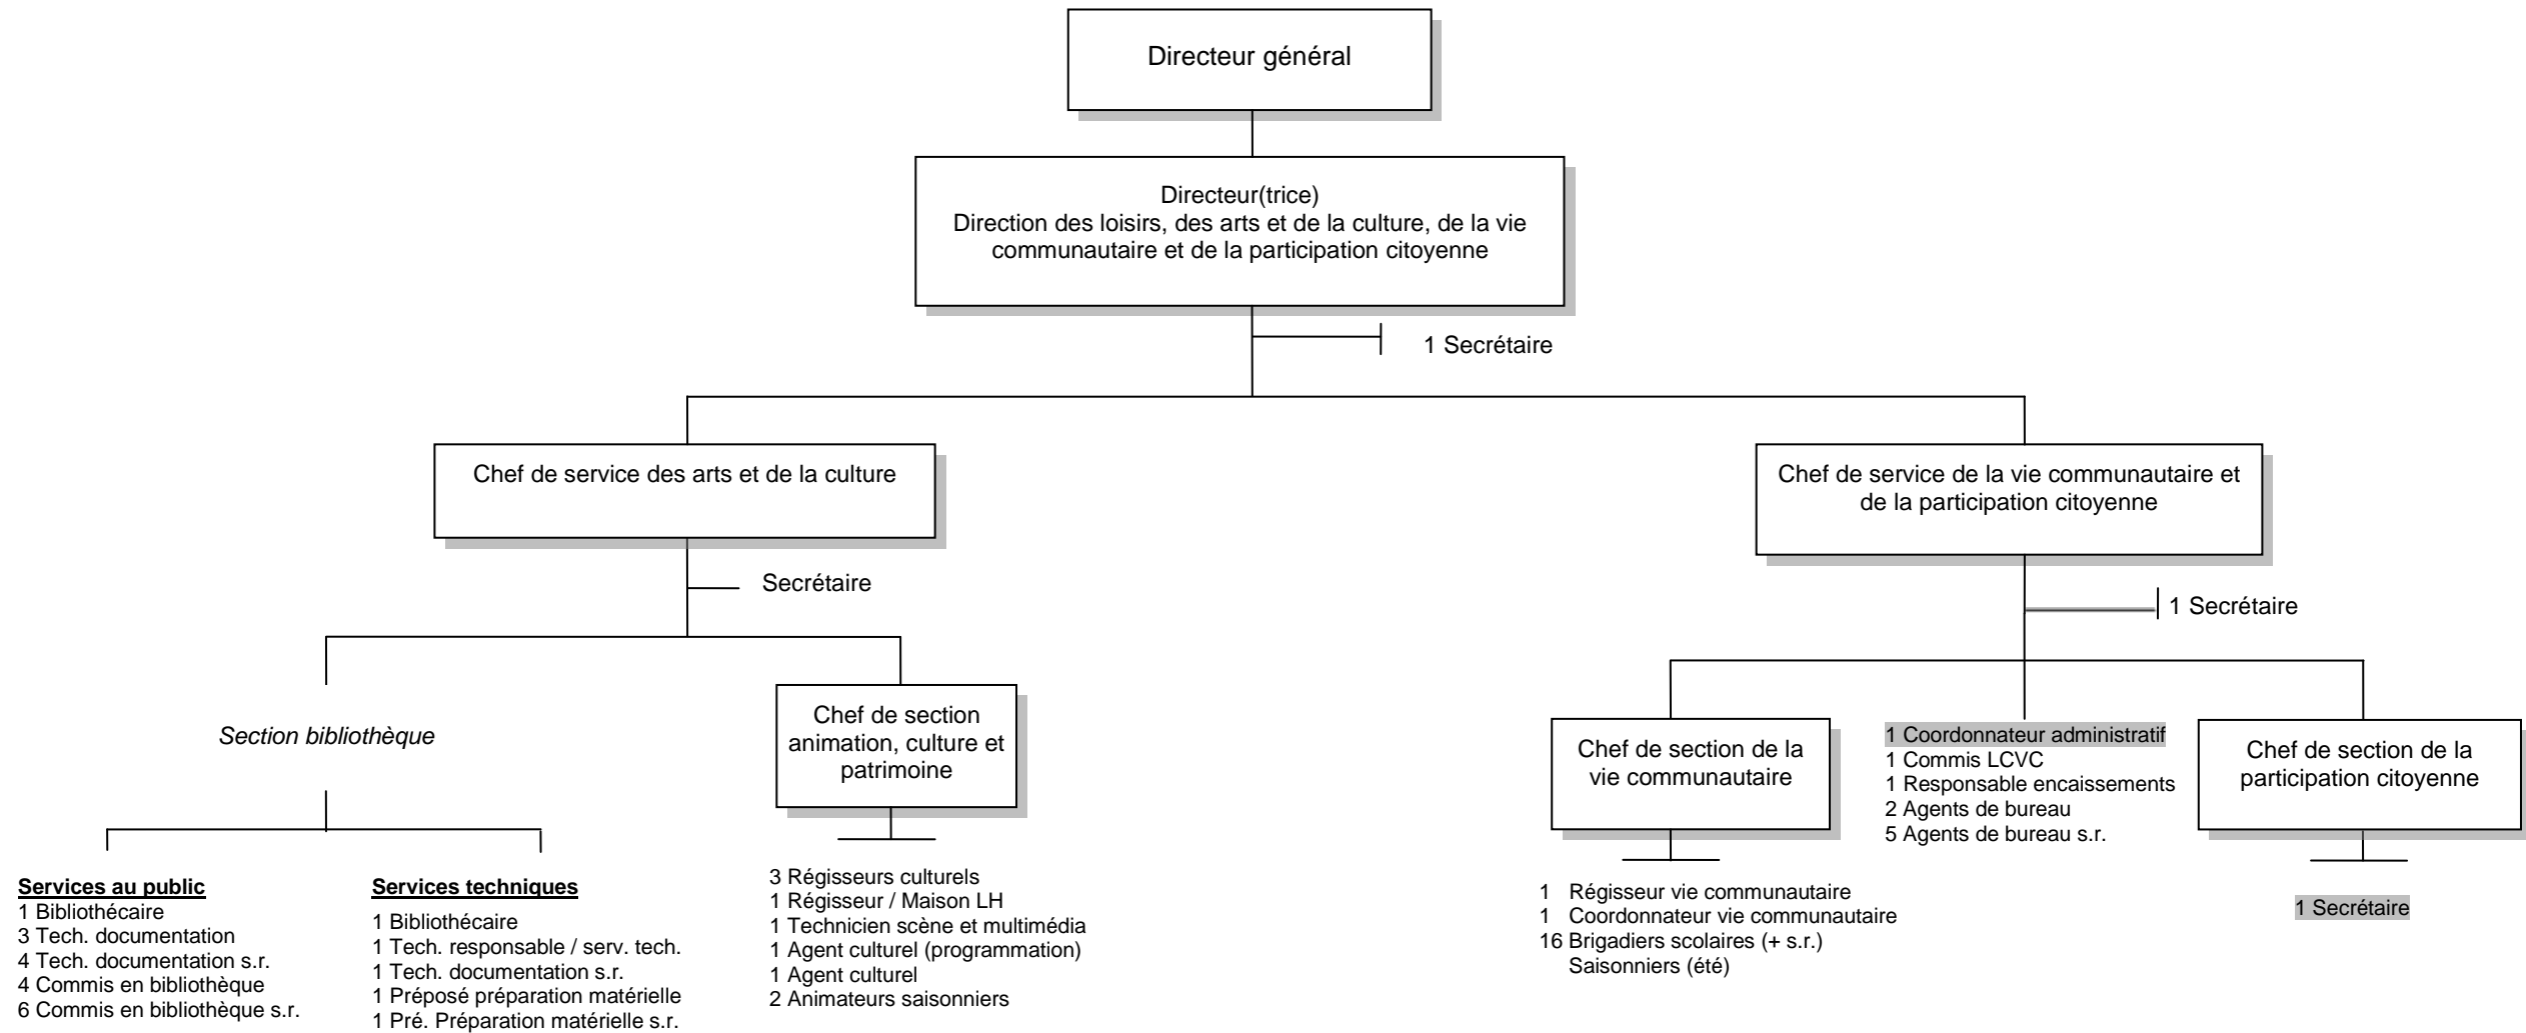 Directeur général
Directeur(trice)
Direction des loisirs, des arts et de la culture, de la vie
communautaire et de la participation citoyenne
1 Secrétaire
Chef de service des arts et de la culture
Chef de service de la vie communautaire et
de la participation citoyenne
Secrétaire
1 Secrétaire
Section bibliothèque
Chef de section
animation, culture et
patrimoine
Chef de section de la
vie communautaire
1 Coordonnateur administratif
1 Commis LCVC
1 Responsable encaissements
2 Agents de bureau
5 Agents de bureau s.r.
Chef de section de la
participation citoyenne
Services au public
1 Bibliothécaire
3 Tech. documentation
4 Tech. documentation s.r.
4 Commis en bibliothèque
6 Commis en bibliothèque s.r.
Services techniques
1 Bibliothécaire
1 Tech. responsable / serv. tech.
1 Tech. documentation s.r.
1 Préposé préparation matérielle
1 Pré. Préparation matérielle s.r.
3 Régisseurs culturels
1 Régisseur / Maison LH
1 Technicien scène et multimédia
1 Agent culturel (programmation)
1 Agent culturel
2 Animateurs saisonniers
1 Régisseur vie communautaire
1 Coordonnateur vie communautaire
16 Brigadiers scolaires (+ s.r.)
Saisonniers (été)
1 Secrétaire